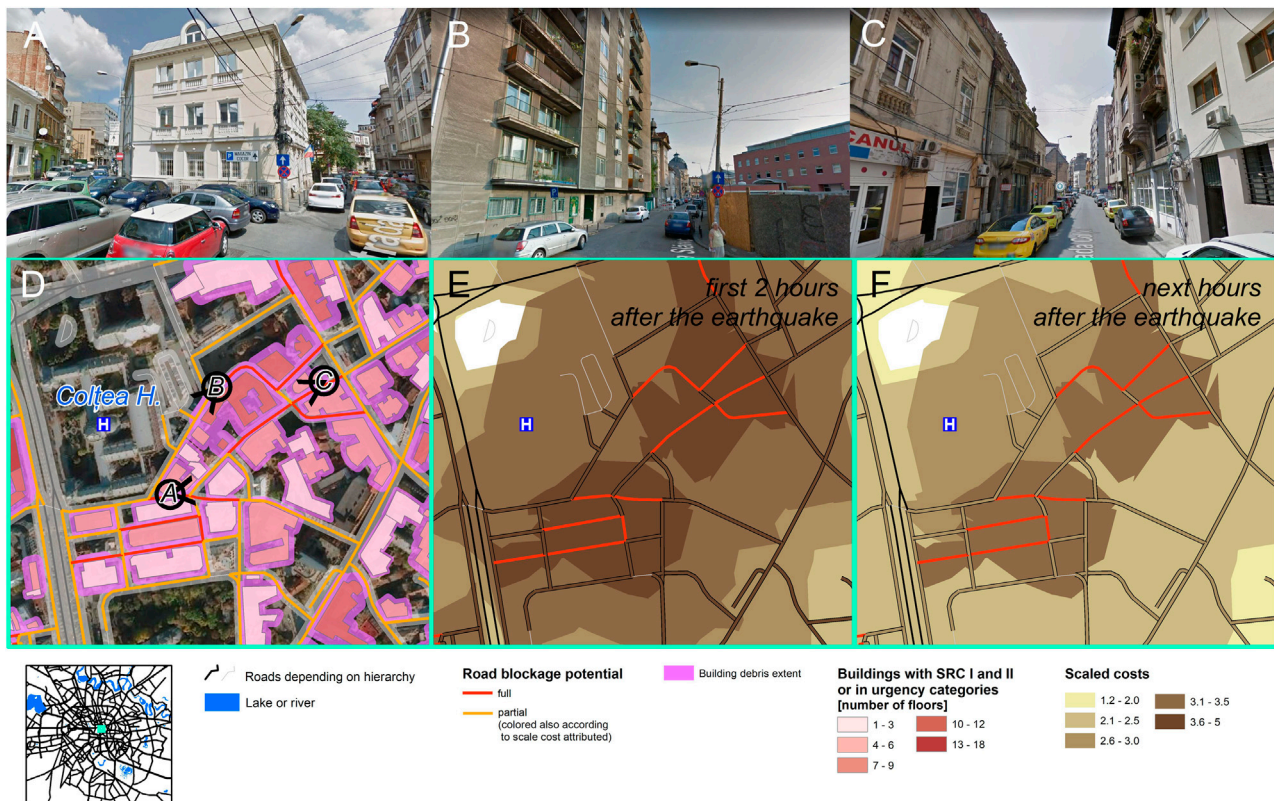 A
B
C
CANUL
D
Colțea H.
H
B
C
A
E
first 2 hours
after the earthquake
H
F
next hours
after the earthquake
H
Roads depending on hierarchy
Lake or river
Road blockage potential
full
partial
(colored also according
to scale cost attributed)
Building debris extent
Buildings with SRC I and II
or in urgency categories
[number of floors]
1 - 3
4 - 6
7 - 9
10 - 12
13 - 18
Scaled costs
1.2 - 2.0
2.1 - 2.5
2.6 - 3.0
3.1 - 3.5
3.6 - 5